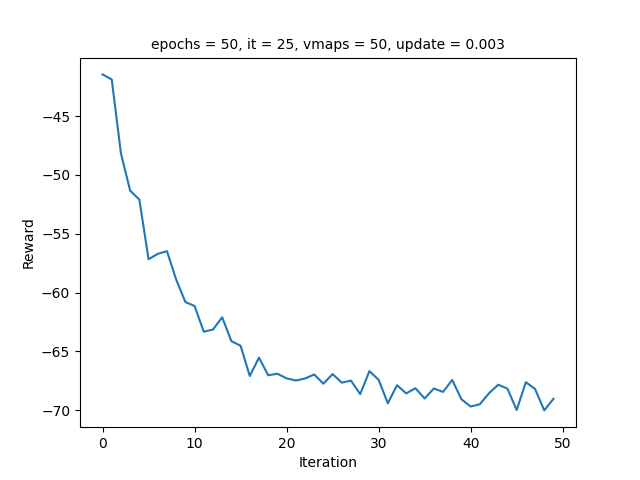 epochs = 50, it = 25, vmaps = 50, update = 0.003
Reward
−45
−50
−55
−60
−65
−70
0 10 20 30 40 50
Iteration